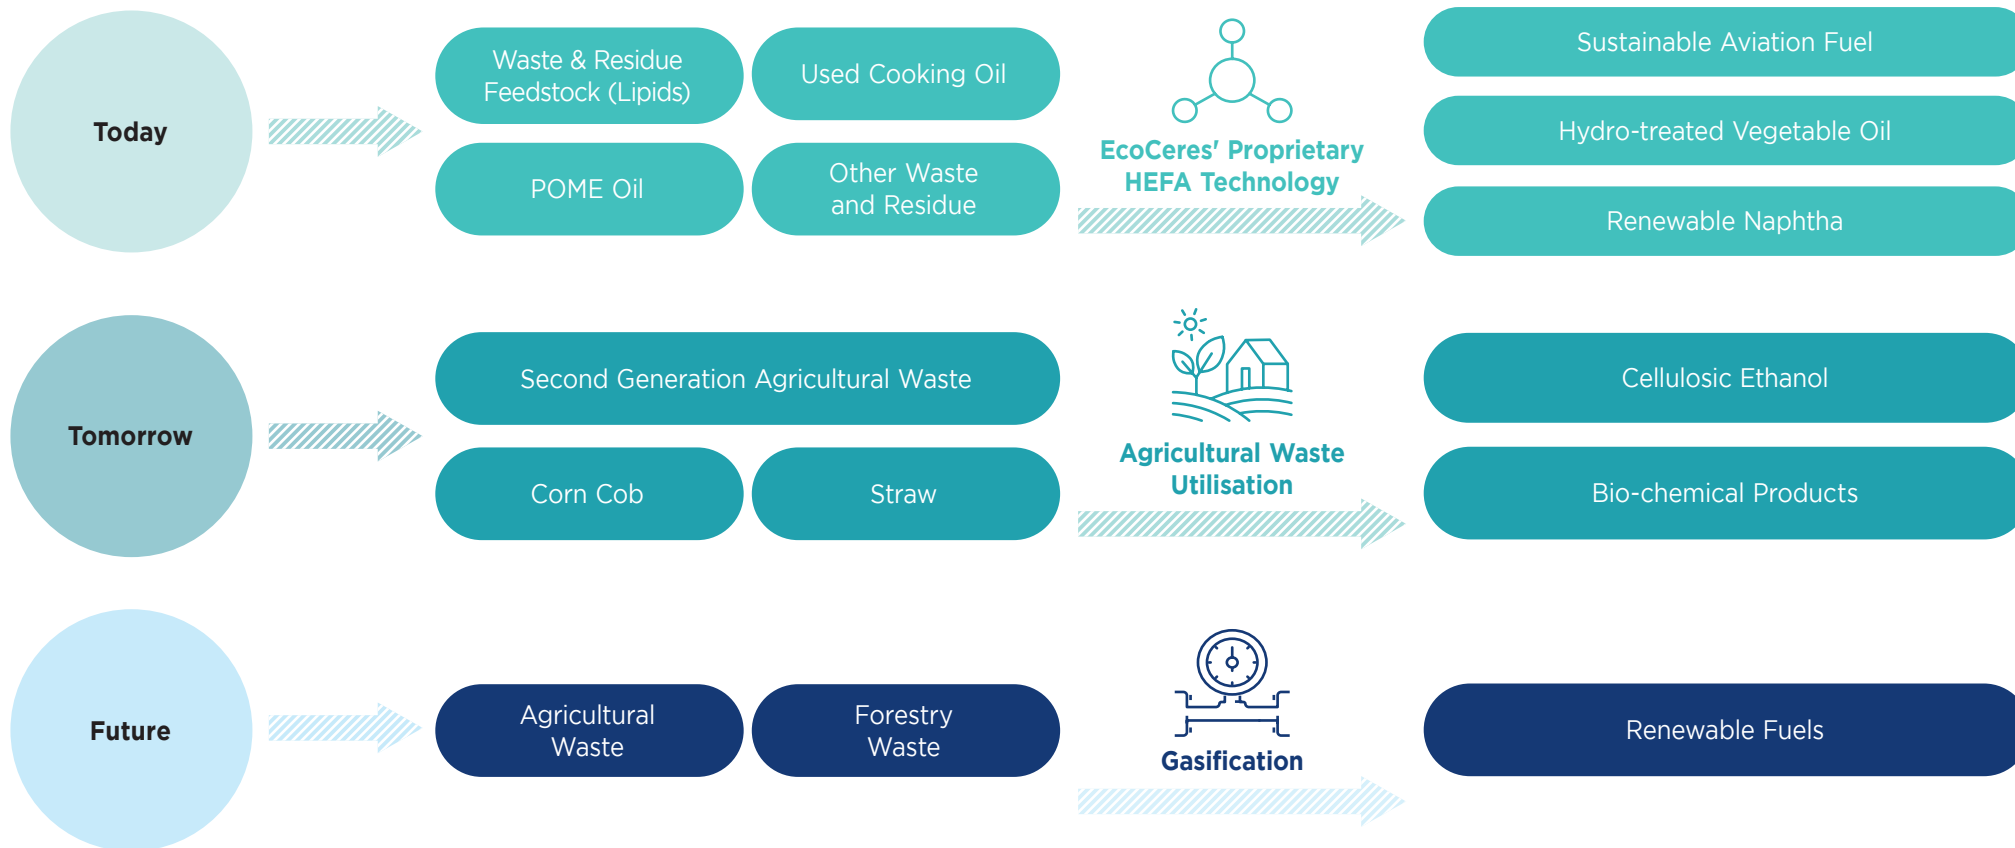 Today
Waste & Residue
Feedstock (Lipids)
Used Cooking Oil
POME Oil
Other Waste
and Residue
EcoCeres' Proprietary
HEFA Technology
Sustainable Aviation Fuel
Hydro-treated Vegetable Oil
Renewable Naphtha
Tomorrow
Second Generation Agricultural Waste
Corn Cob
Straw
Agricultural Waste
Utilisation
Cellulosic Ethanol
Bio-chemical Products
Future
Agricultural
Waste
Forestry
Waste
Gasification
Renewable Fuels